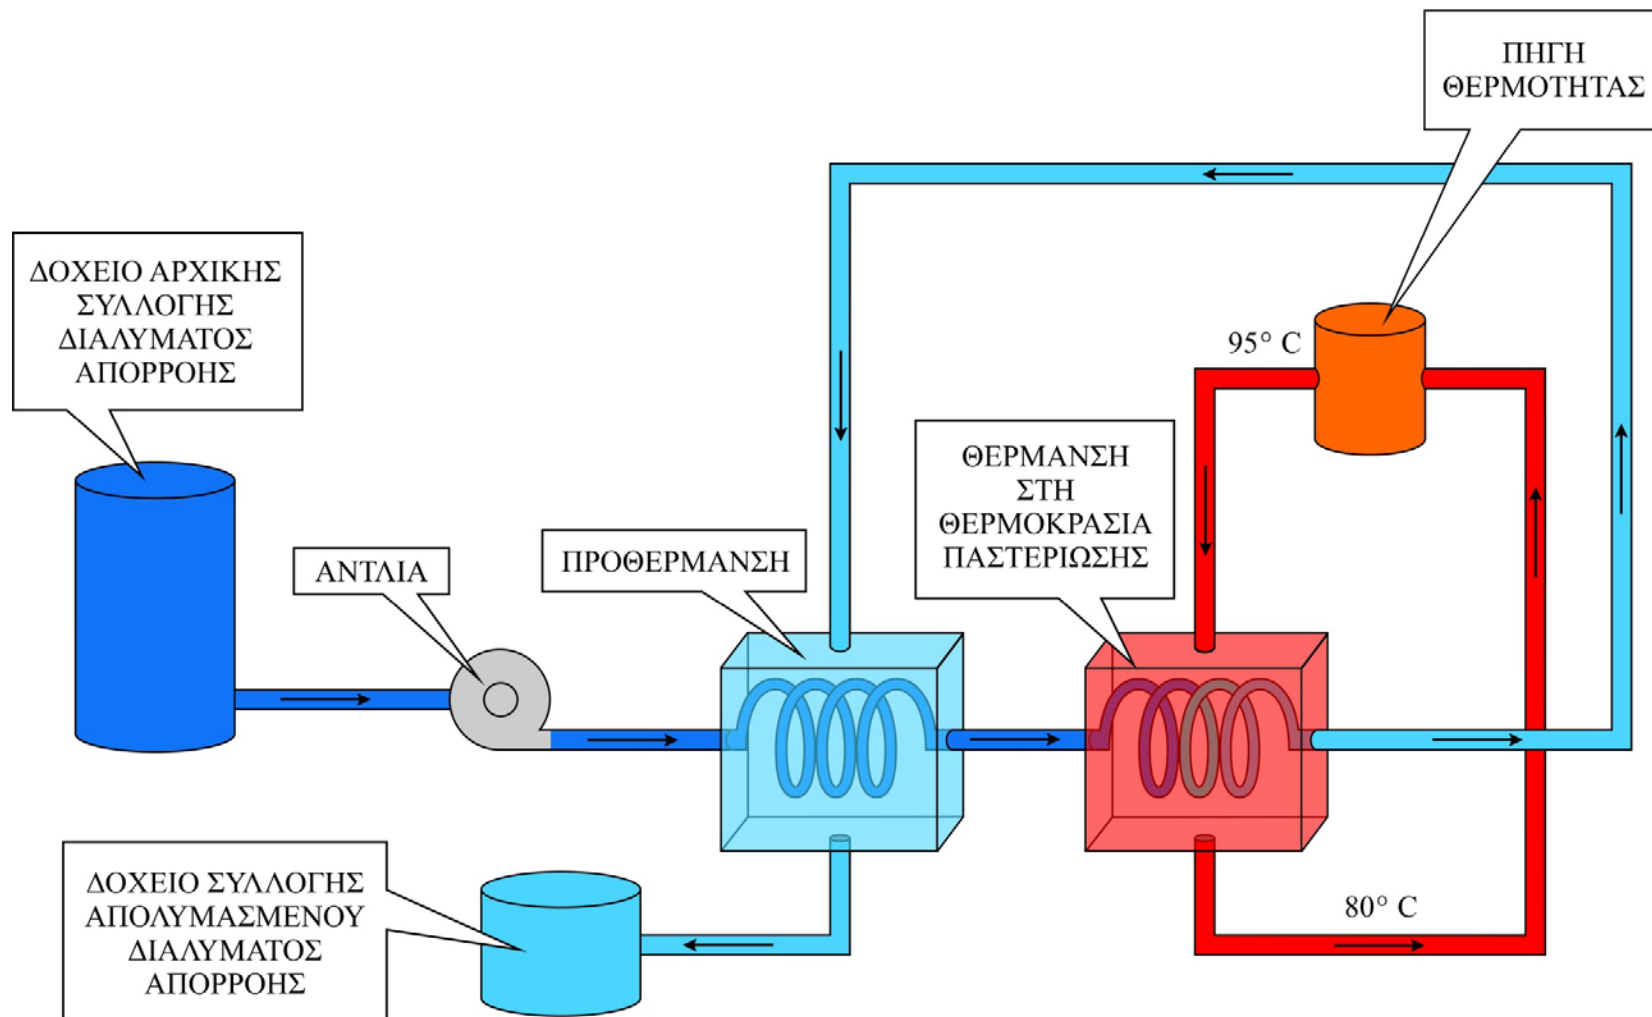 ΠΗΓΗ
ΘΕΡΜΟΤΗΤΑΣ
ΔΟΧΕΙΟ ΑΡΧΙΚΗΣ
ΣΥΛΛΟΓΗΣ
ΔΙΑΛΥΜΑΤΟΣ
ΑΠΟΡΡΟΗΣ
95° C
ΘΕΡΜΑΝΣΗ
ΣΤΗ
ΘΕΡΜΟΚΡΑΣΙΑ
ΠΑΣΤΕΡΙΩΣΗΣ
ΑΝΤΛΙΑ
ΠΡΟΘΕΡΜΑΝΣΗ
ΔΟΧΕΙΟ ΣΥΛΛΟΓΗΣ
ΑΠΟΛΥΜΑΣΜΕΝΟΥ
ΔΙΑΛΥΜΑΤΟΣ
ΑΠΟΡΡΟΗΣ
80° C